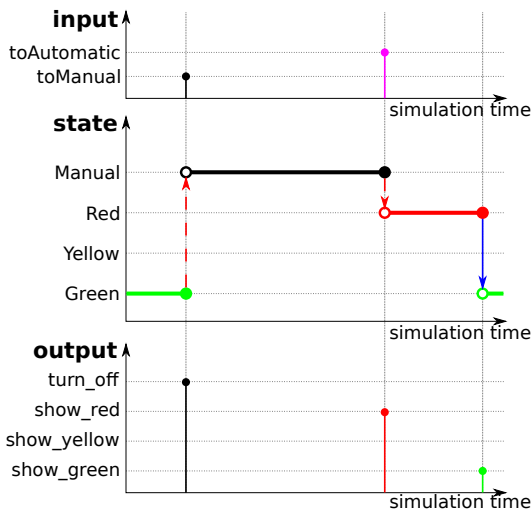 input
toAutomatic
toManual
simulation time
state
Manual
Red
Yellow
Green
simulation time
output
turn_off
show_red
show_yellow
show_green
simulation time